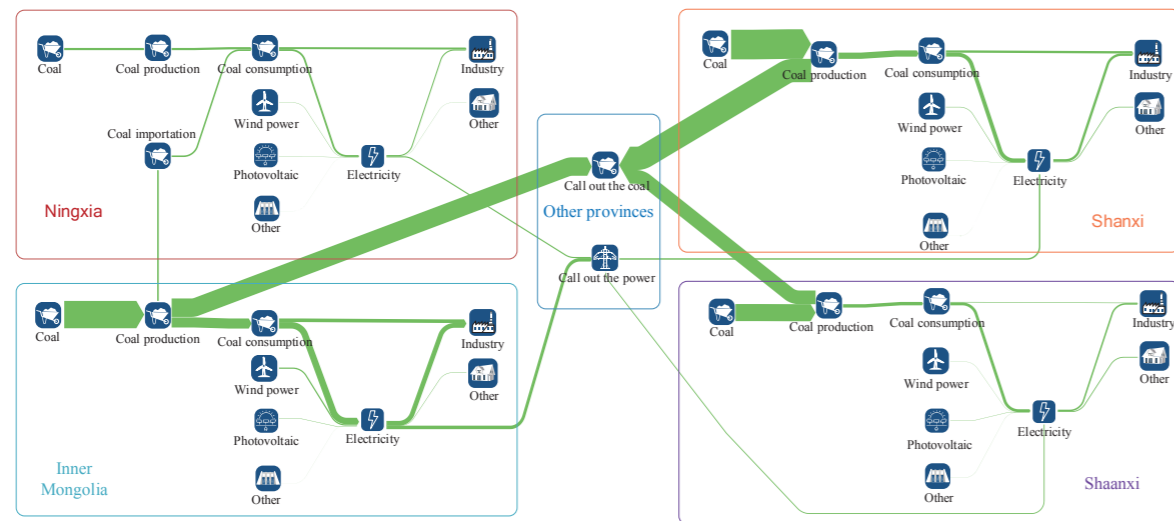 Coal
Coal production
Coal consumption
Industry
Wind power
Other
Coal importation
Photovoltaic
Electricity
Other
Ningxia
Call out the coal
Other provinces
Call out the power
Coal
Coal production
Coal consumption
Industry
Wind power
Other
Photovoltaic
Electricity
Other
Shanxi
Coal
Coal production
Coal consumption
Industry
Wind power
Other
Photovoltaic
Electricity
Other
Inner
Mongolia
Coal
Coal production
Coal consumption
Industry
Wind power
Other
Photovoltaic
Electricity
Other
Shaanxi